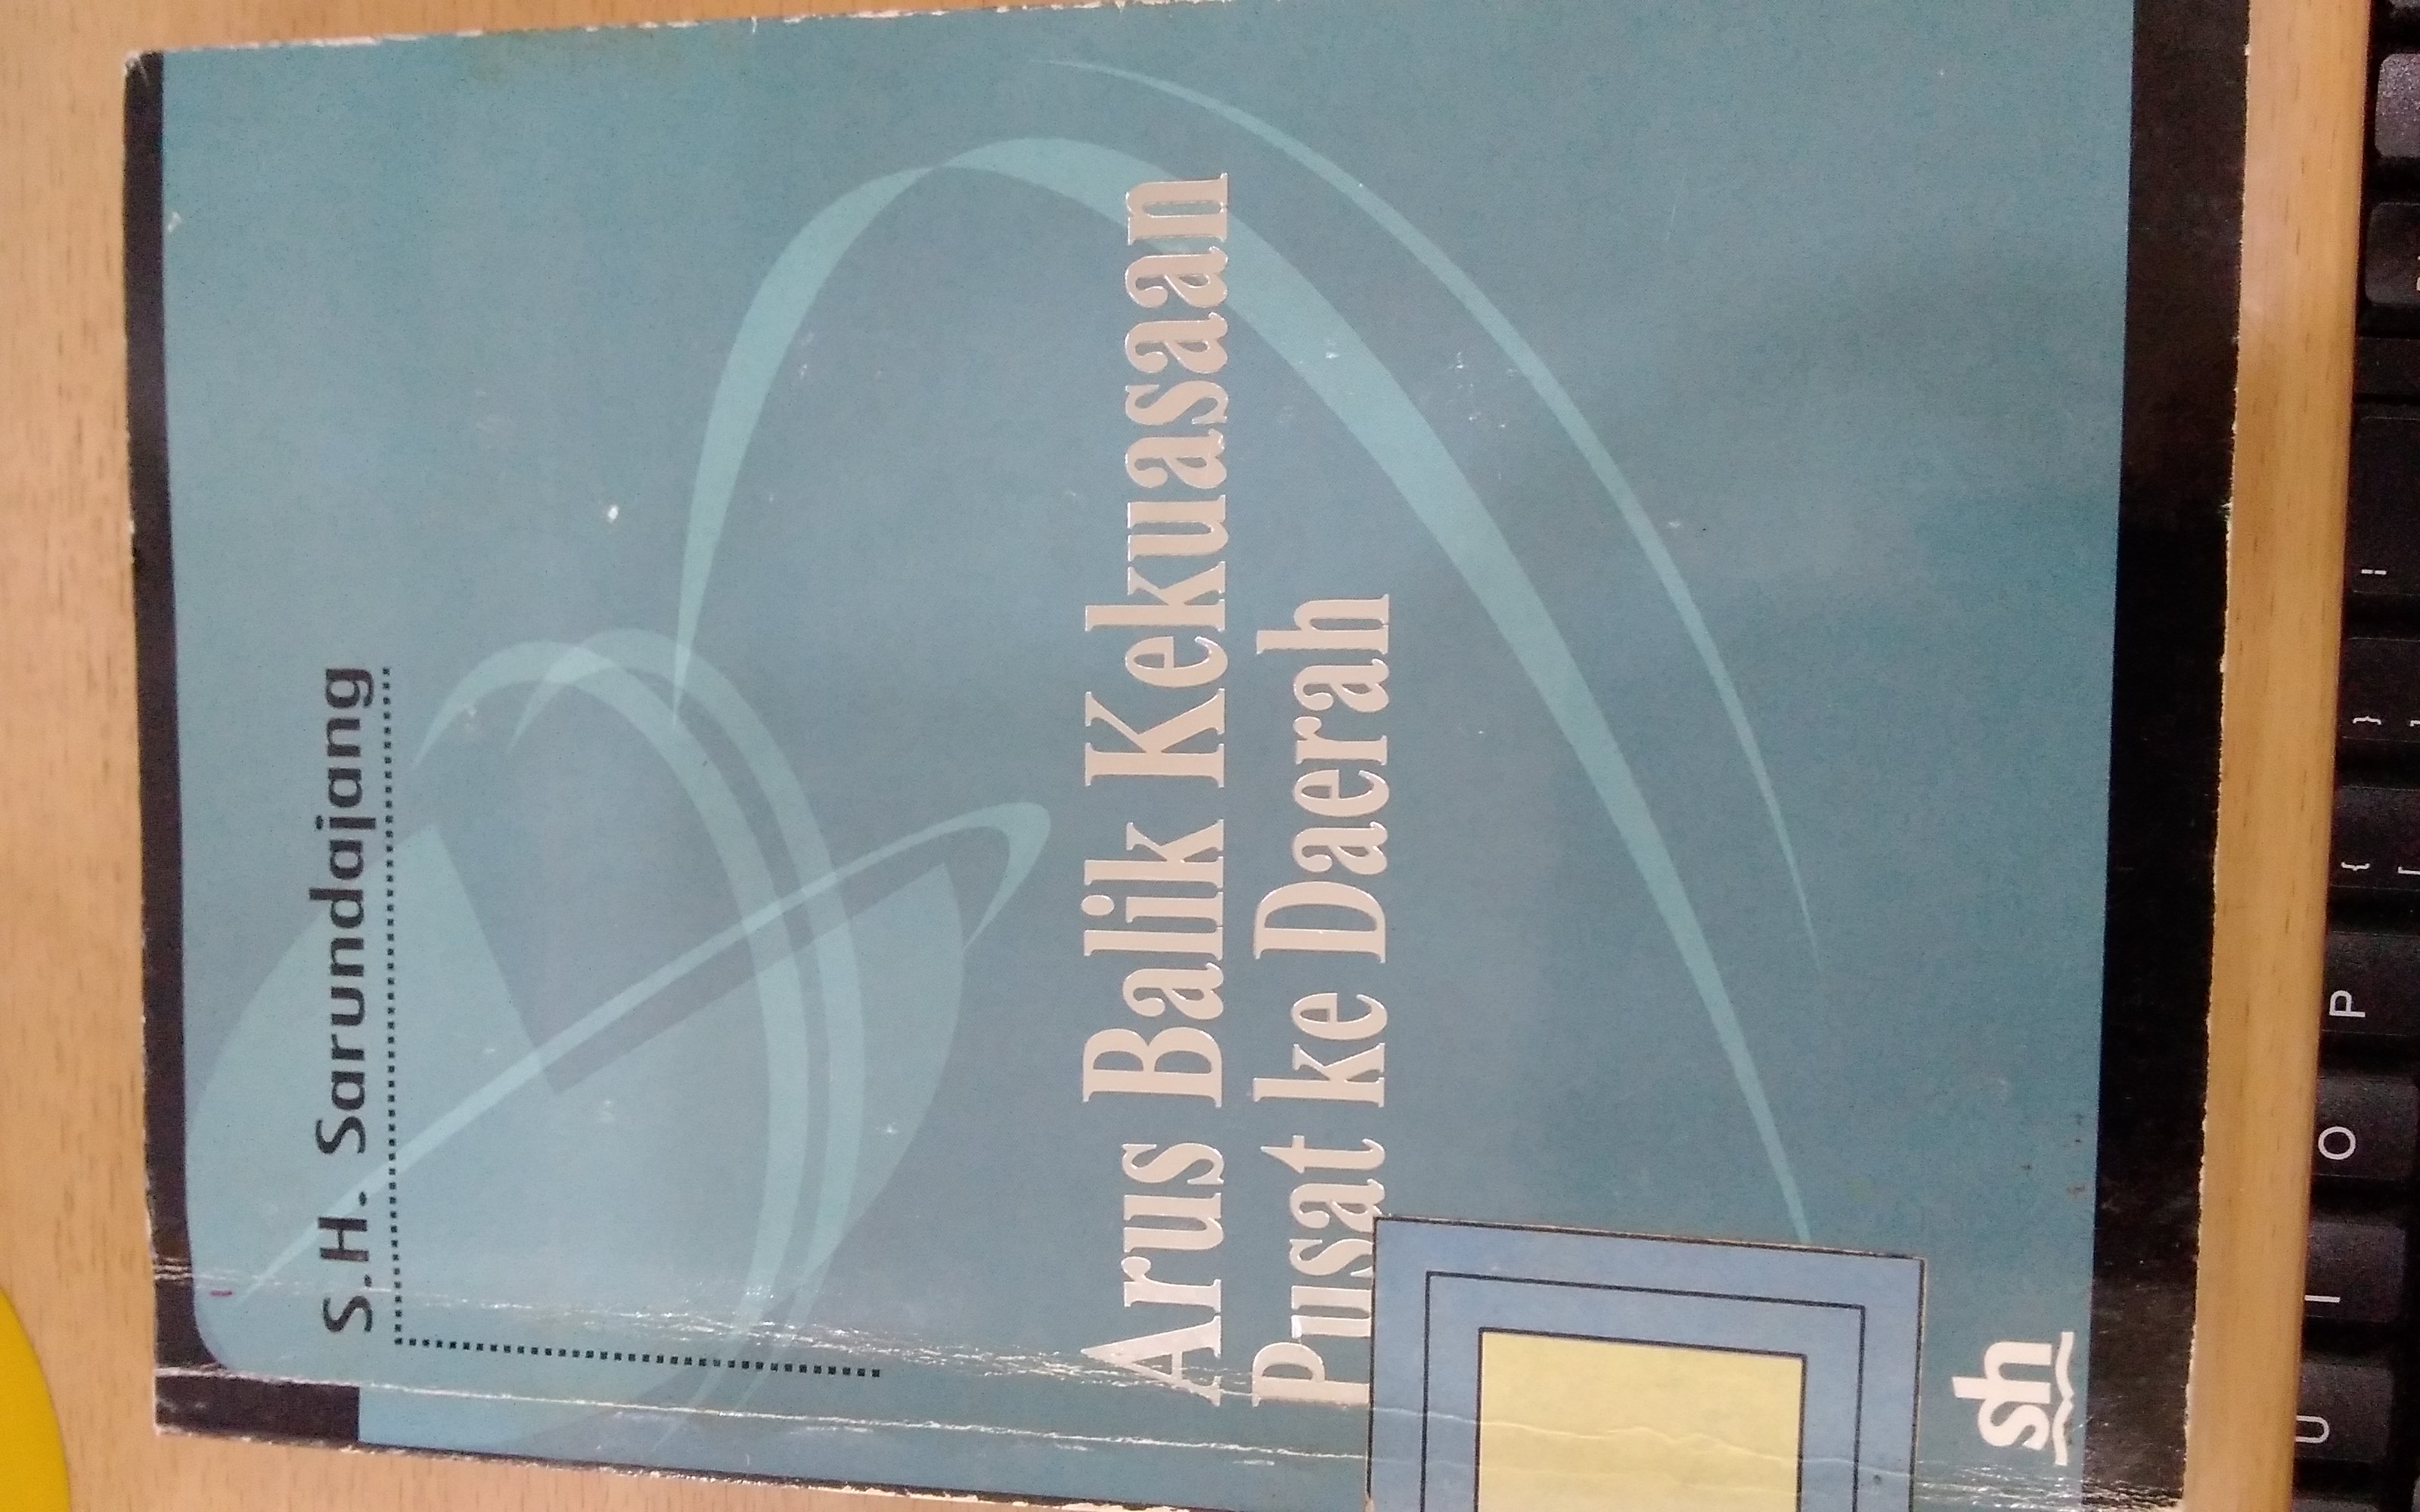 S.H. Sarundajang
Arus Balik Kekuasaan
Pusat ke Daerah
sh
U
I
O
P
{
[
}
]
"